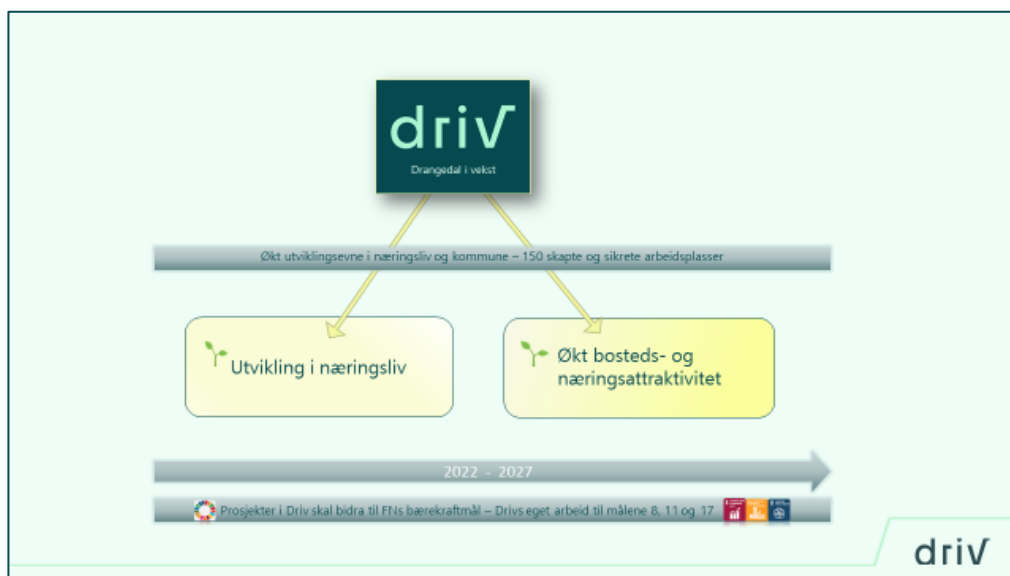 driv
Drangedal i vekst
Økt utviklingsevne i næringsliv og kommune – 150 skapte og sikrete arbeidsplasser
Utvikling i næringsliv
Økt bosteds- og
næringsattraktivitet
2022 - 2027
Prosjekter i Driv skal bidra til FNs bærekraftmål – Drivs eget arbeid til målene 8, 11 og 17
driv